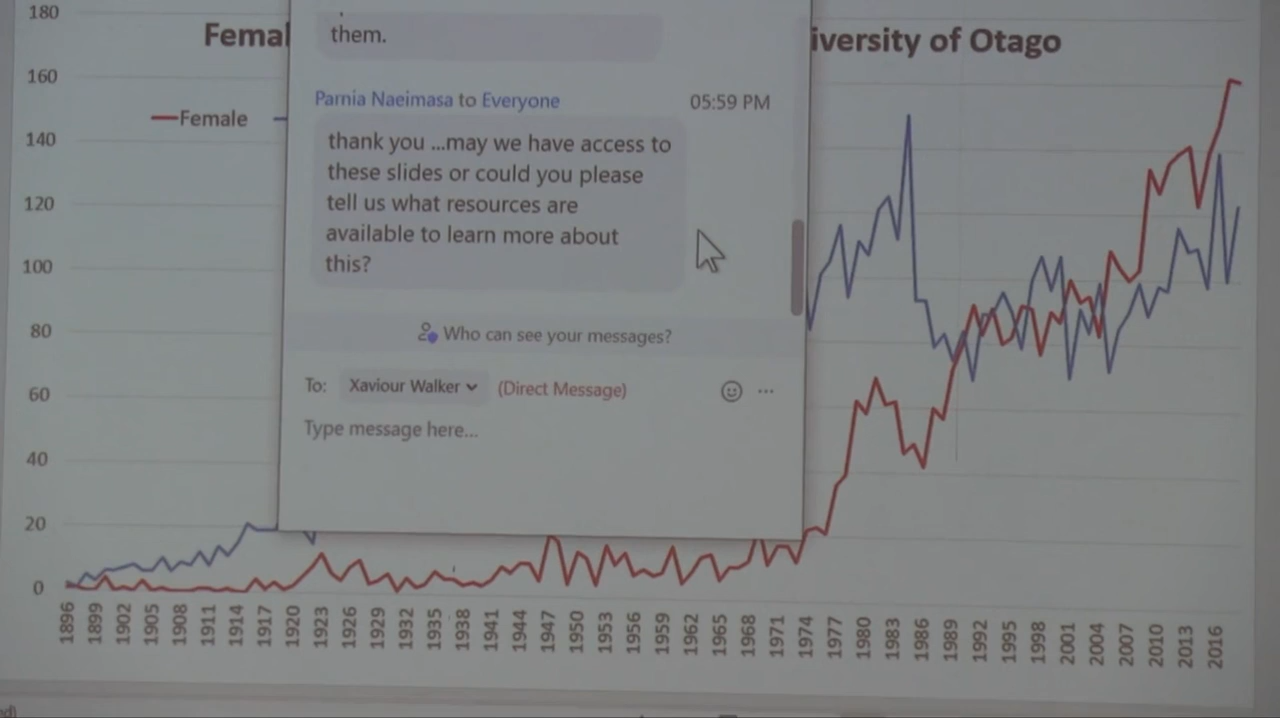 180
Femal
iversity of Otago
them.
160
Parnia Naeimasa to Everyone
05:59 PM
Female
140
thank you ...may we have access to
these slides or could you please
tell us what resources are
available to learn more about
this?
120
100
80
Who can see your messages?
To: Xaviour Walker (Direct Message)
60
Type message here...
40
20
0
1896 1899 1902 1905 1908 1911 1914 1917 1920 1923 1926 1929 1932 1935 1938 1941 1944 1947 1950 1953 1956 1959 1962 1965 1968 1971 1974 1977 1980 1983 1986 1989 1992 1995 1998 2001 2004 2007 2010 2013 2016